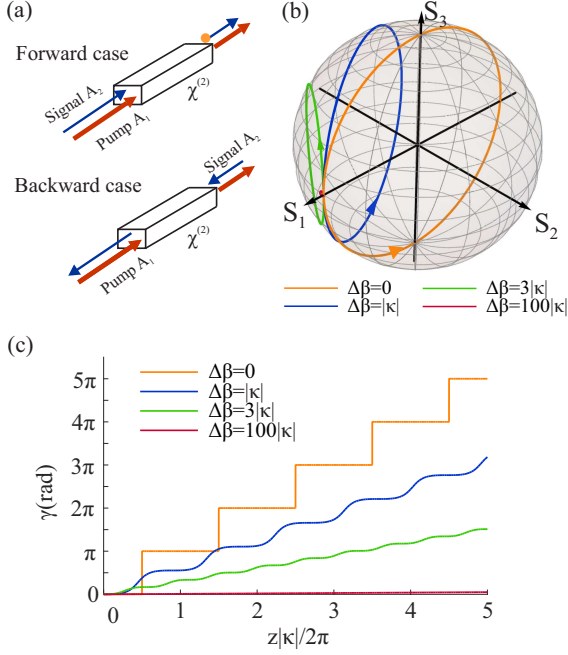 (a)
Forward case
Signal A₂
Pump A₁
χ⁽²⁾
Backward case
Signal A₂
Pump A₁
χ⁽²⁾
(b)
S₃
S₁
S₂
Δβ=0
Δβ=|κ|
Δβ=3|κ|
Δβ=100|κ|
(c)
Δβ=0
Δβ=|κ|
Δβ=3|κ|
Δβ=100|κ|
γ(rad)
5π
4π
3π
2π
π
0
0 1 2 3 4 5
z|κ|/2π